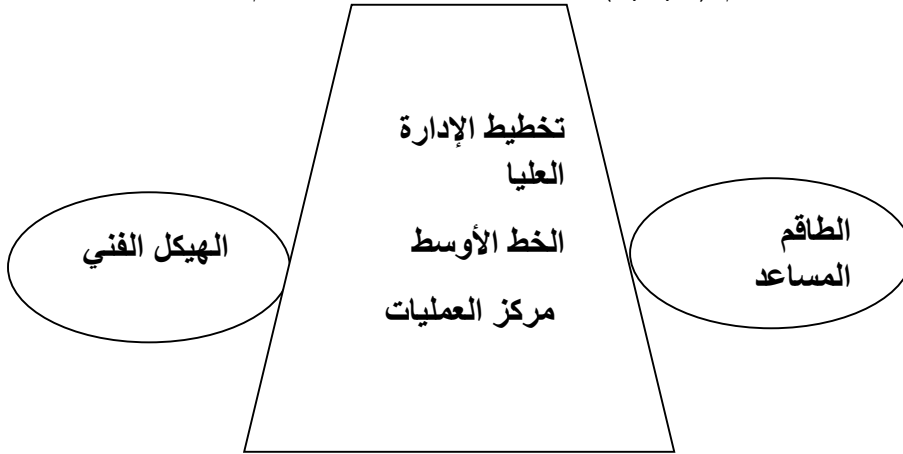 تخطيط الإدارة
العليا
الطاقم
المساعد
الهيكل الفني
الخط الأوسط
مركز العمليات